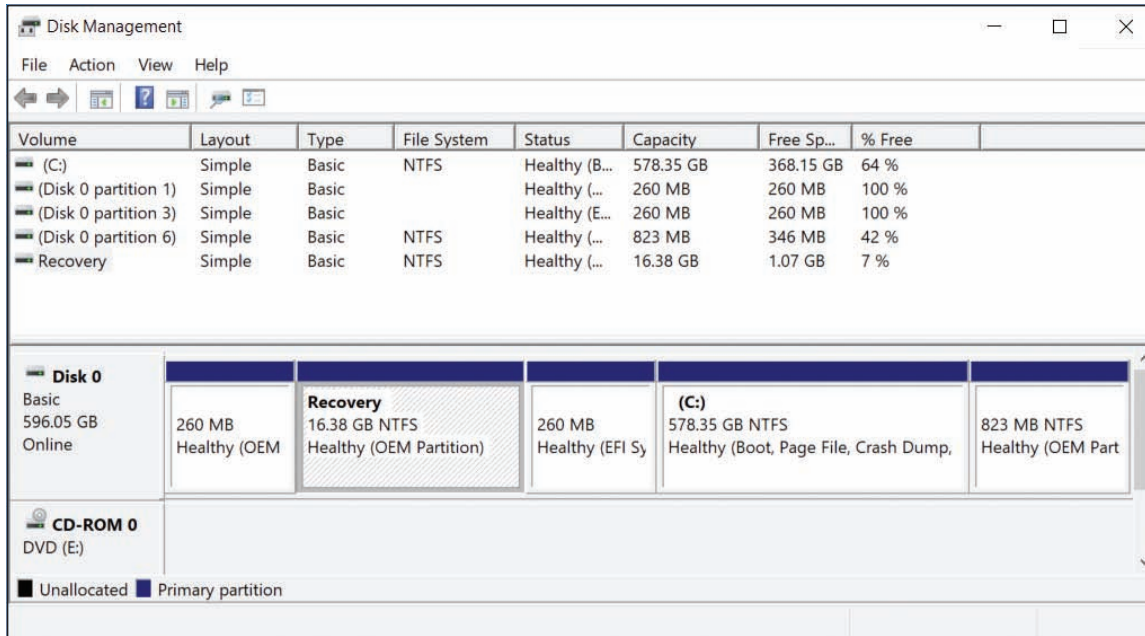 Disk Management
File Action View Help
Volume Layout Type File System Status Capacity Free Sp... % Free
(C:) Simple Basic NTFS Healthy (B... 578.35 GB 368.15 GB 64 %
(Disk 0 partition 1) Simple Basic Healthy (... 260 MB 260 MB 100 %
(Disk 0 partition 3) Simple Basic Healthy (E... 260 MB 260 MB 100 %
(Disk 0 partition 6) Simple Basic NTFS Healthy (... 823 MB 346 MB 42 %
Recovery Simple Basic NTFS Healthy (... 16.38 GB 1.07 GB 7 %
Disk 0
Basic
596.05 GB
Online
260 MB
Healthy (OEM
Recovery
16.38 GB NTFS
Healthy (OEM Partition)
260 MB
Healthy (EFI Sy
(C:)
578.35 GB NTFS
Healthy (Boot, Page File, Crash Dump,
823 MB NTFS
Healthy (OEM Part
CD-ROM 0
DVD (E:)
Unallocated Primary partition